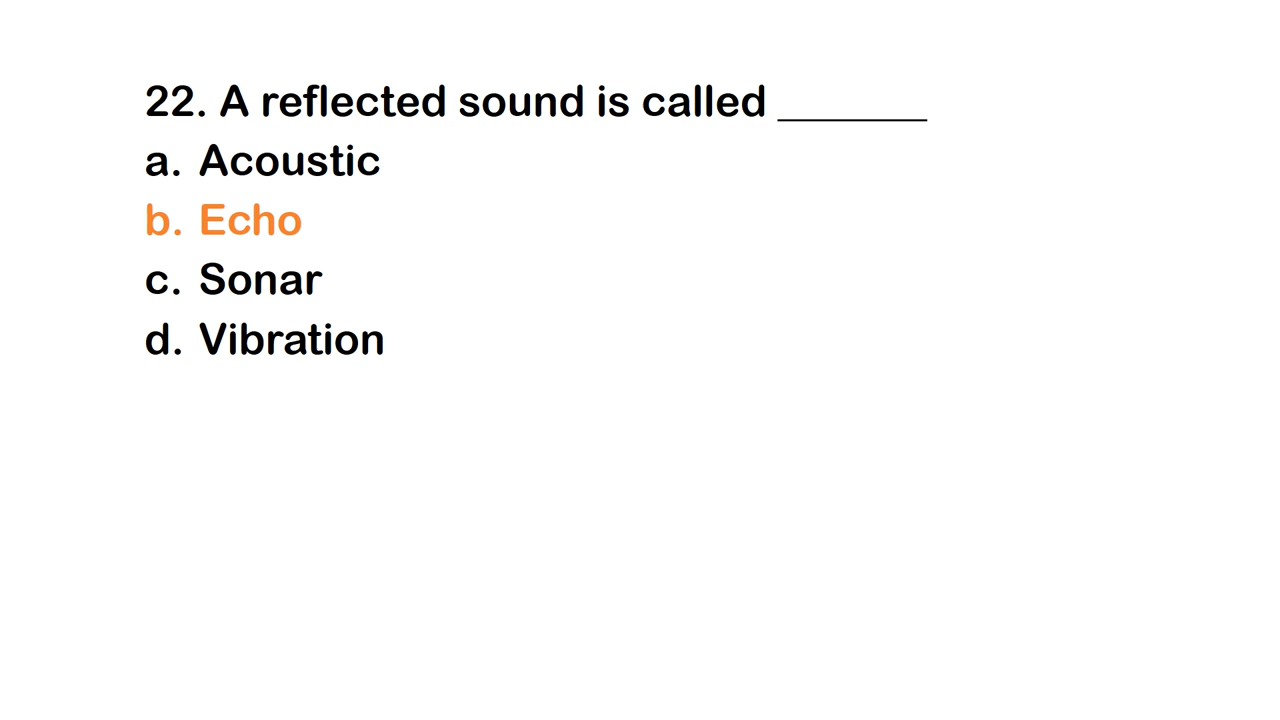 22. A reflected sound is called _______
a. Acoustic
b. Echo
c. Sonar
d. Vibration